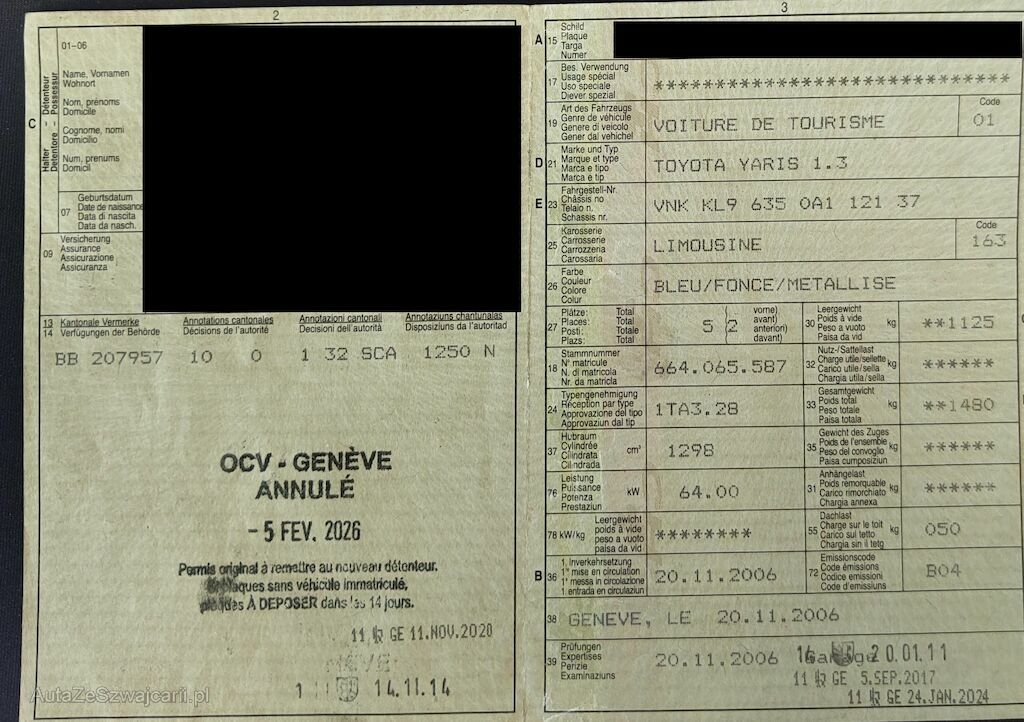 2
01-06
Halter
Détenteur
Detentore
Possessur
C
Name, Vornamen
Wohnort
Nom, prénoms
Domicile
Cognome, nomi
Domicilio
Num, prenums
Domicil
07
Geburtsdatum
Date de naissance
Data di nascita
Data da nasch.
09
Versicherung
Assurance
Assicurazione
Assicuranza
13 Kantonale Vermerke Annotations cantonales Annotazioni cantonali Annotaziuns chantunalas
14 Verfügungen der Behörde Décisions de l'autorité Decisioni dell'autorità Disposiziuns da l'autoritad
BB 207957 10 0 1 32 SCA 1250 N
OCV - GENÈVE
ANNULÉ
- 5 FEV. 2026
Permis original à remettre au nouveau détenteur.
plaques sans véhicule immatriculé,
plaques À DEPOSER dans les 14 jours.
11 GE 11.NOV.2020
1 14.11.14
AutaZeSzwajcarii.pl
3
A 15
Schild
Plaque
Targa
Numer
17
Bes. Verwendung
Usage spécial
Uso speciale
Diever spezial
******************************
19
Art des Fahrzeugs
Genre de véhicule
Genere di veicolo
Gener dal vehichel
VOITURE DE TOURISME
Code
01
D 21
Marke und Typ
Marque et type
Marca e tipo
Marca e tip
TOYOTA YARIS 1.3
E 23
Fahrgestell-Nr.
Châssis no
Telaio n.
Schassis nr.
VNK KL9 635 0A1 121 37
25
Karosserie
Carrosserie
Carrozzeria
Carossaria
LIMOUSINE
Code
163
26
Farbe
Couleur
Colore
Colur
BLEU/FONCE/METALLISE
27
Plätze: Total
Places: Total
Posti: Totale
Plazs: Total
5 (2
vorne)
avant)
anteriori)
davant)
30
Leergewicht
Poids à vide
Peso a vuoto
Paisa da vid
kg
**1125
18
Stammnummer
N° matricule
N. di matricola
Nr. da matricla
664.065.587
32
Nutz-/Sattellast
Charge utile/sellette
Carico utile/sella
Chargia utila/sella
kg
******
24
Typengenehmigung
Réception par type
Approvazione del tipo
Approvaziun dal tip
1TA3.28
33
Gesamtgewicht
Poids total
Peso totale
Paisa totala
kg
**1480
37
Hubraum
Cylindrée
Cilindrata
Cilindrada
cm³
1298
35
Gewicht des Zuges
Poids de l'ensemble
Peso del convoglio
Paisa cumposiziun
kg
******
76
Leistung
Puissance
Potenza
Prestaziun
kW
64.00
31
Anhängelast
Poids remorquable
Carico rimorchiato
Chargia annexa
kg
******
78 kW/kg
Leergewicht
poids à vide
peso a vuoto
paisa da vid
********
55
Dachlast
Charge sur le toit
Carico sul tetto
Chargia sin il tetg
kg
050
B 36
1. Inverkehrsetzung
1re mise en circulation
1a messa in circolazione
1. entrada en circulaziun
20.11.2006
72
Emissionscode
Code émissions
Codice emissioni
Code d'emissiuns
B04
38
GENEVE, LE 20.11.2006
39
Prüfungen
Expertises
Perizie
Examinaziuns
20.11.2006 20.01.11
11 GE 5.SEP.2017
11 GE 24.JAN.2024